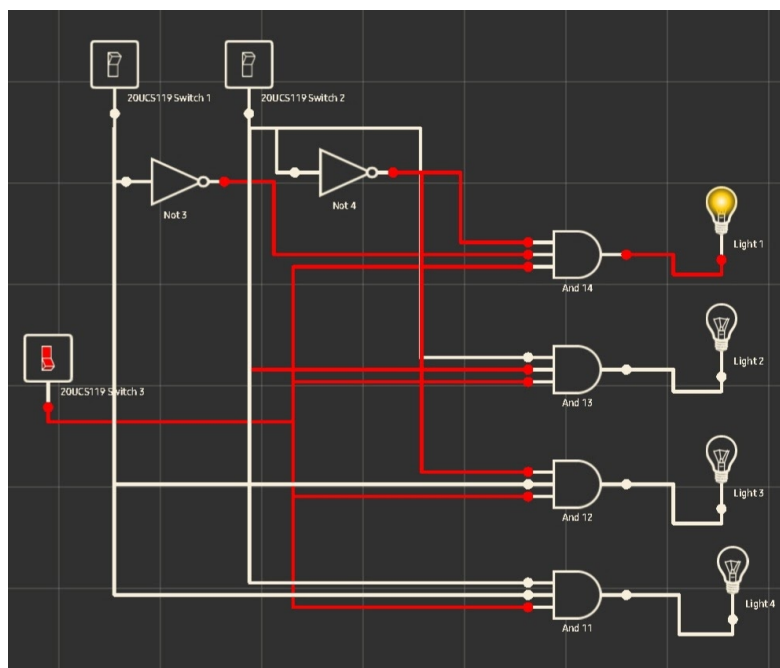 20UCS119 Switch 1
20UCS119 Switch 2
Not 3
Not 4
Light 1
And 14
Light 2
20UCS119 Switch 3
And 13
Light 3
And 12
Light 4
And 11